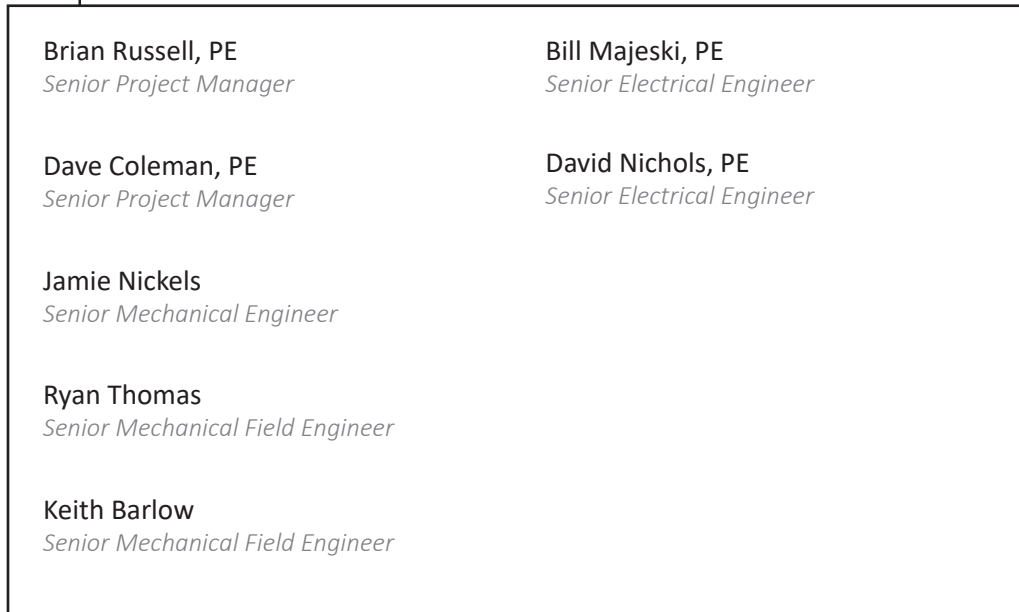 Brian Russell, PE
Senior Project Manager
Dave Coleman, PE
Senior Project Manager
Jamie Nickels
Senior Mechanical Engineer
Ryan Thomas
Senior Mechanical Field Engineer
Keith Barlow
Senior Mechanical Field Engineer
Bill Majeski, PE
Senior Electrical Engineer
David Nichols, PE
Senior Electrical Engineer